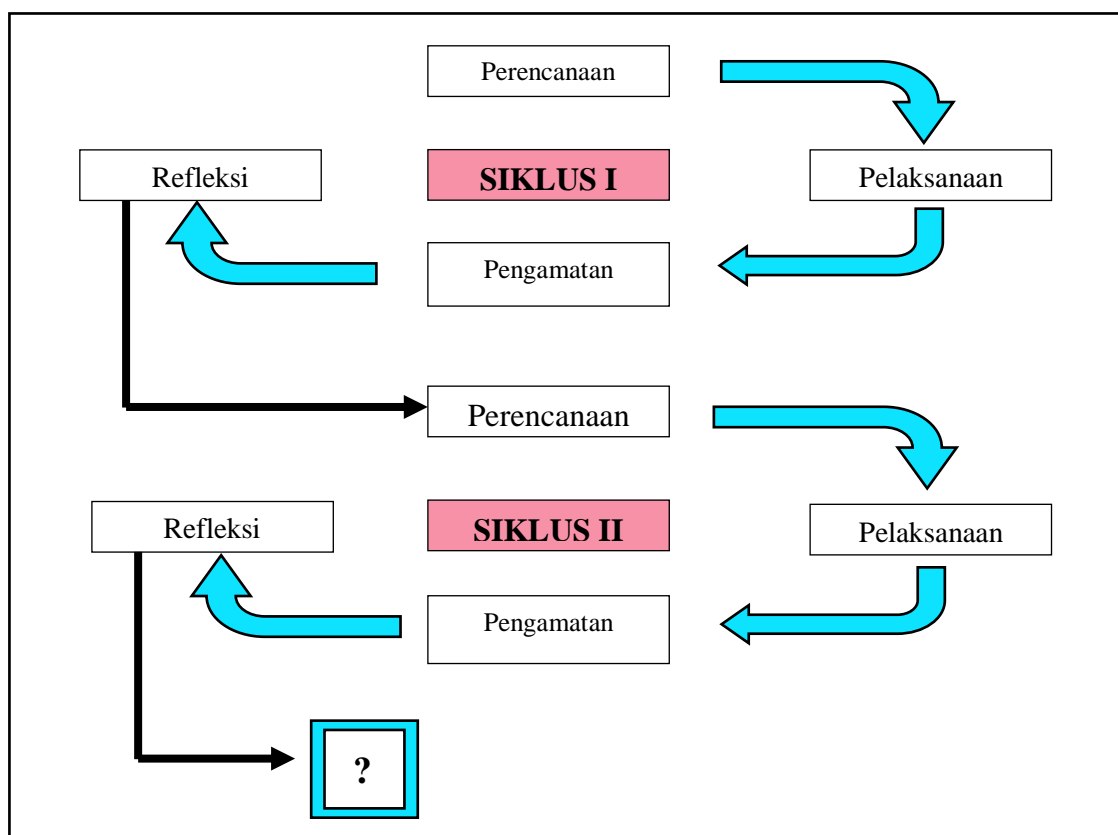 Perencanaan
Refleksi
SIKLUS I
Pelaksanaan
Pengamatan
Perencanaan
Refleksi
SIKLUS II
Pelaksanaan
Pengamatan
?